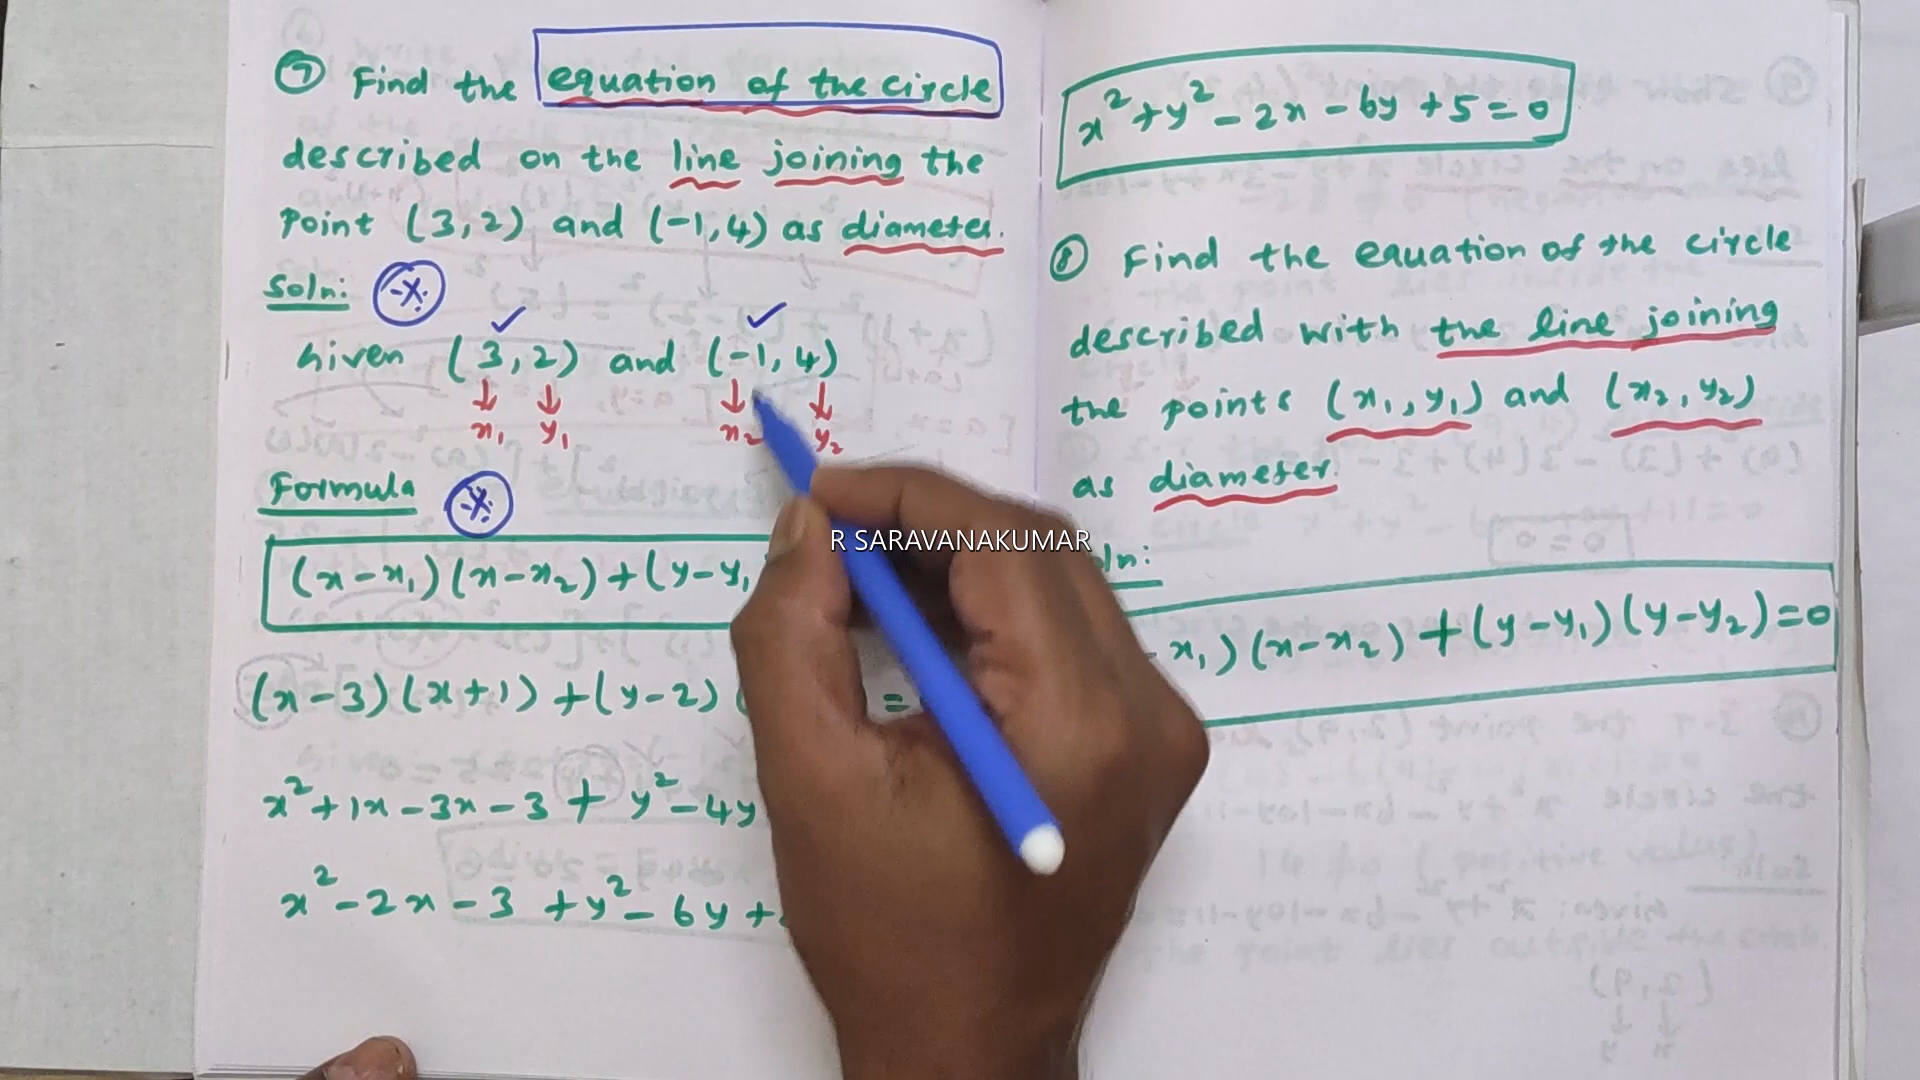 ⑦ Find the equation of the circle
described on the line joining the
point (3,2) and (-1,4) as diameter.
Soln:
Given (3,2) and (-1,4)
x₁ y₁ x₂ y₂
Formula
(x-x₁)(x-x₂)+(y-y₁
(x-3)(x+1)+(y-2)( =
x²+1x-3x-3+y²-4y
x²-2x-3+y²-6y+
x²+y²-2x-6y+5=0
⑧ Find the equation of the circle
described with the line joining
the points (x₁,y₁) and (x₂,y₂)
as diameter.
ln:
- x₁)(x-x₂)+(y-y₁)(y-y₂)=0
R SARAVANAKUMAR